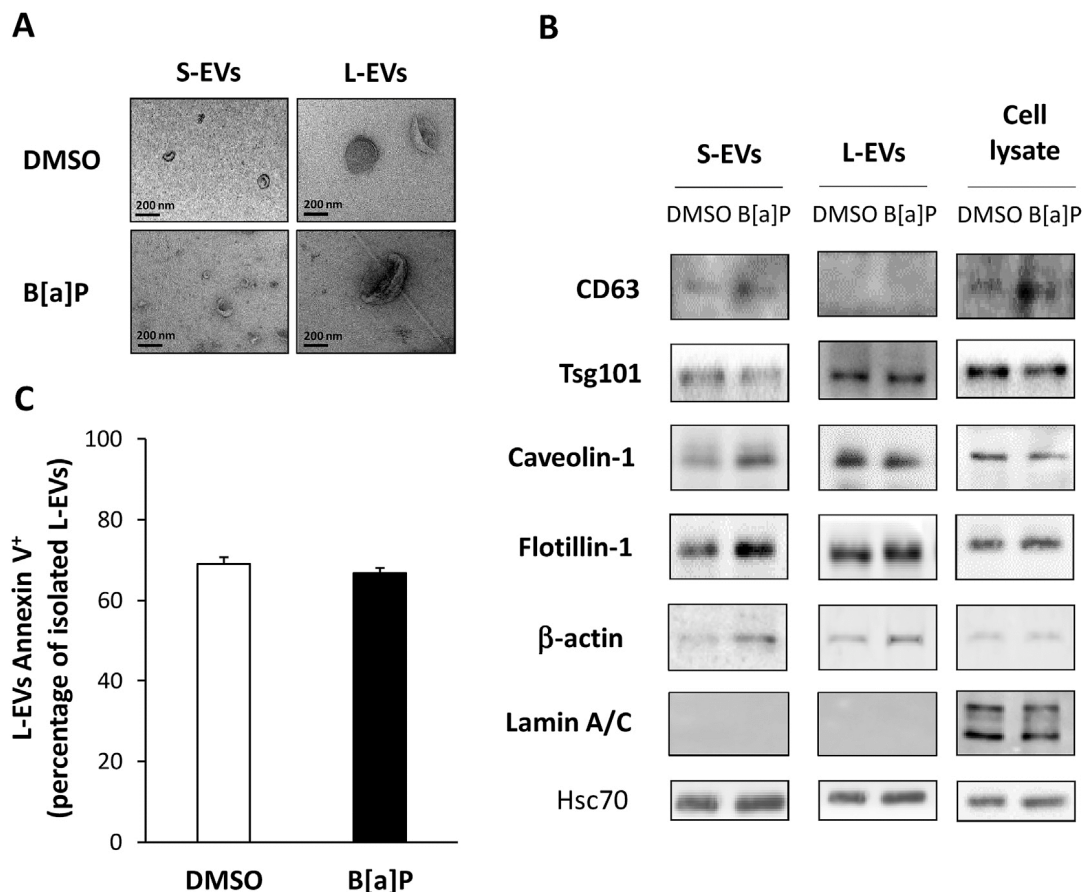 A
S-EVs L-EVs
DMSO
200 nm
200 nm
B[a]P
200 nm
200 nm
B
S-EVs L-EVs Cell lysate
DMSO B[a]P DMSO B[a]P DMSO B[a]P
CD63
Tsg101
Caveolin-1
Flotillin-1
β-actin
Lamin A/C
Hsc70
C
L-EVs Annexin V⁺
(percentage of isolated L-EVs)
100
80
60
40
20
0
DMSO B[a]P